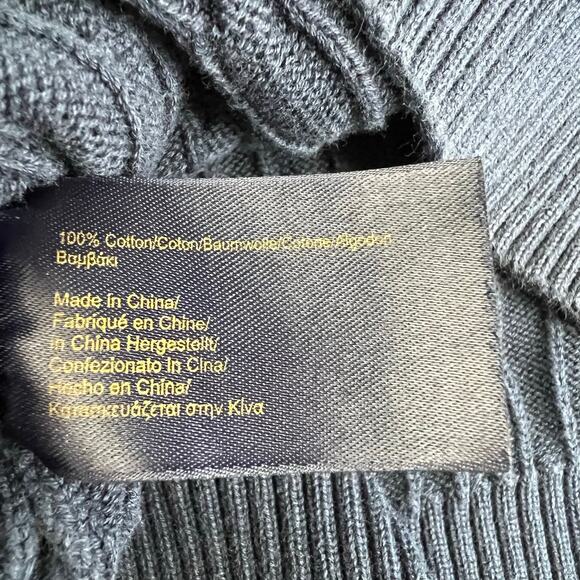 100% Cotton/Coton/Baumwolle/Cotone/Algodon
Βαμβάκι
Made in China/
Fabriqué en Chine/
in China Hergestellt/
Confezionato in Cina/
Hecho en China/
Κατασκευάζεται στην Κίνα